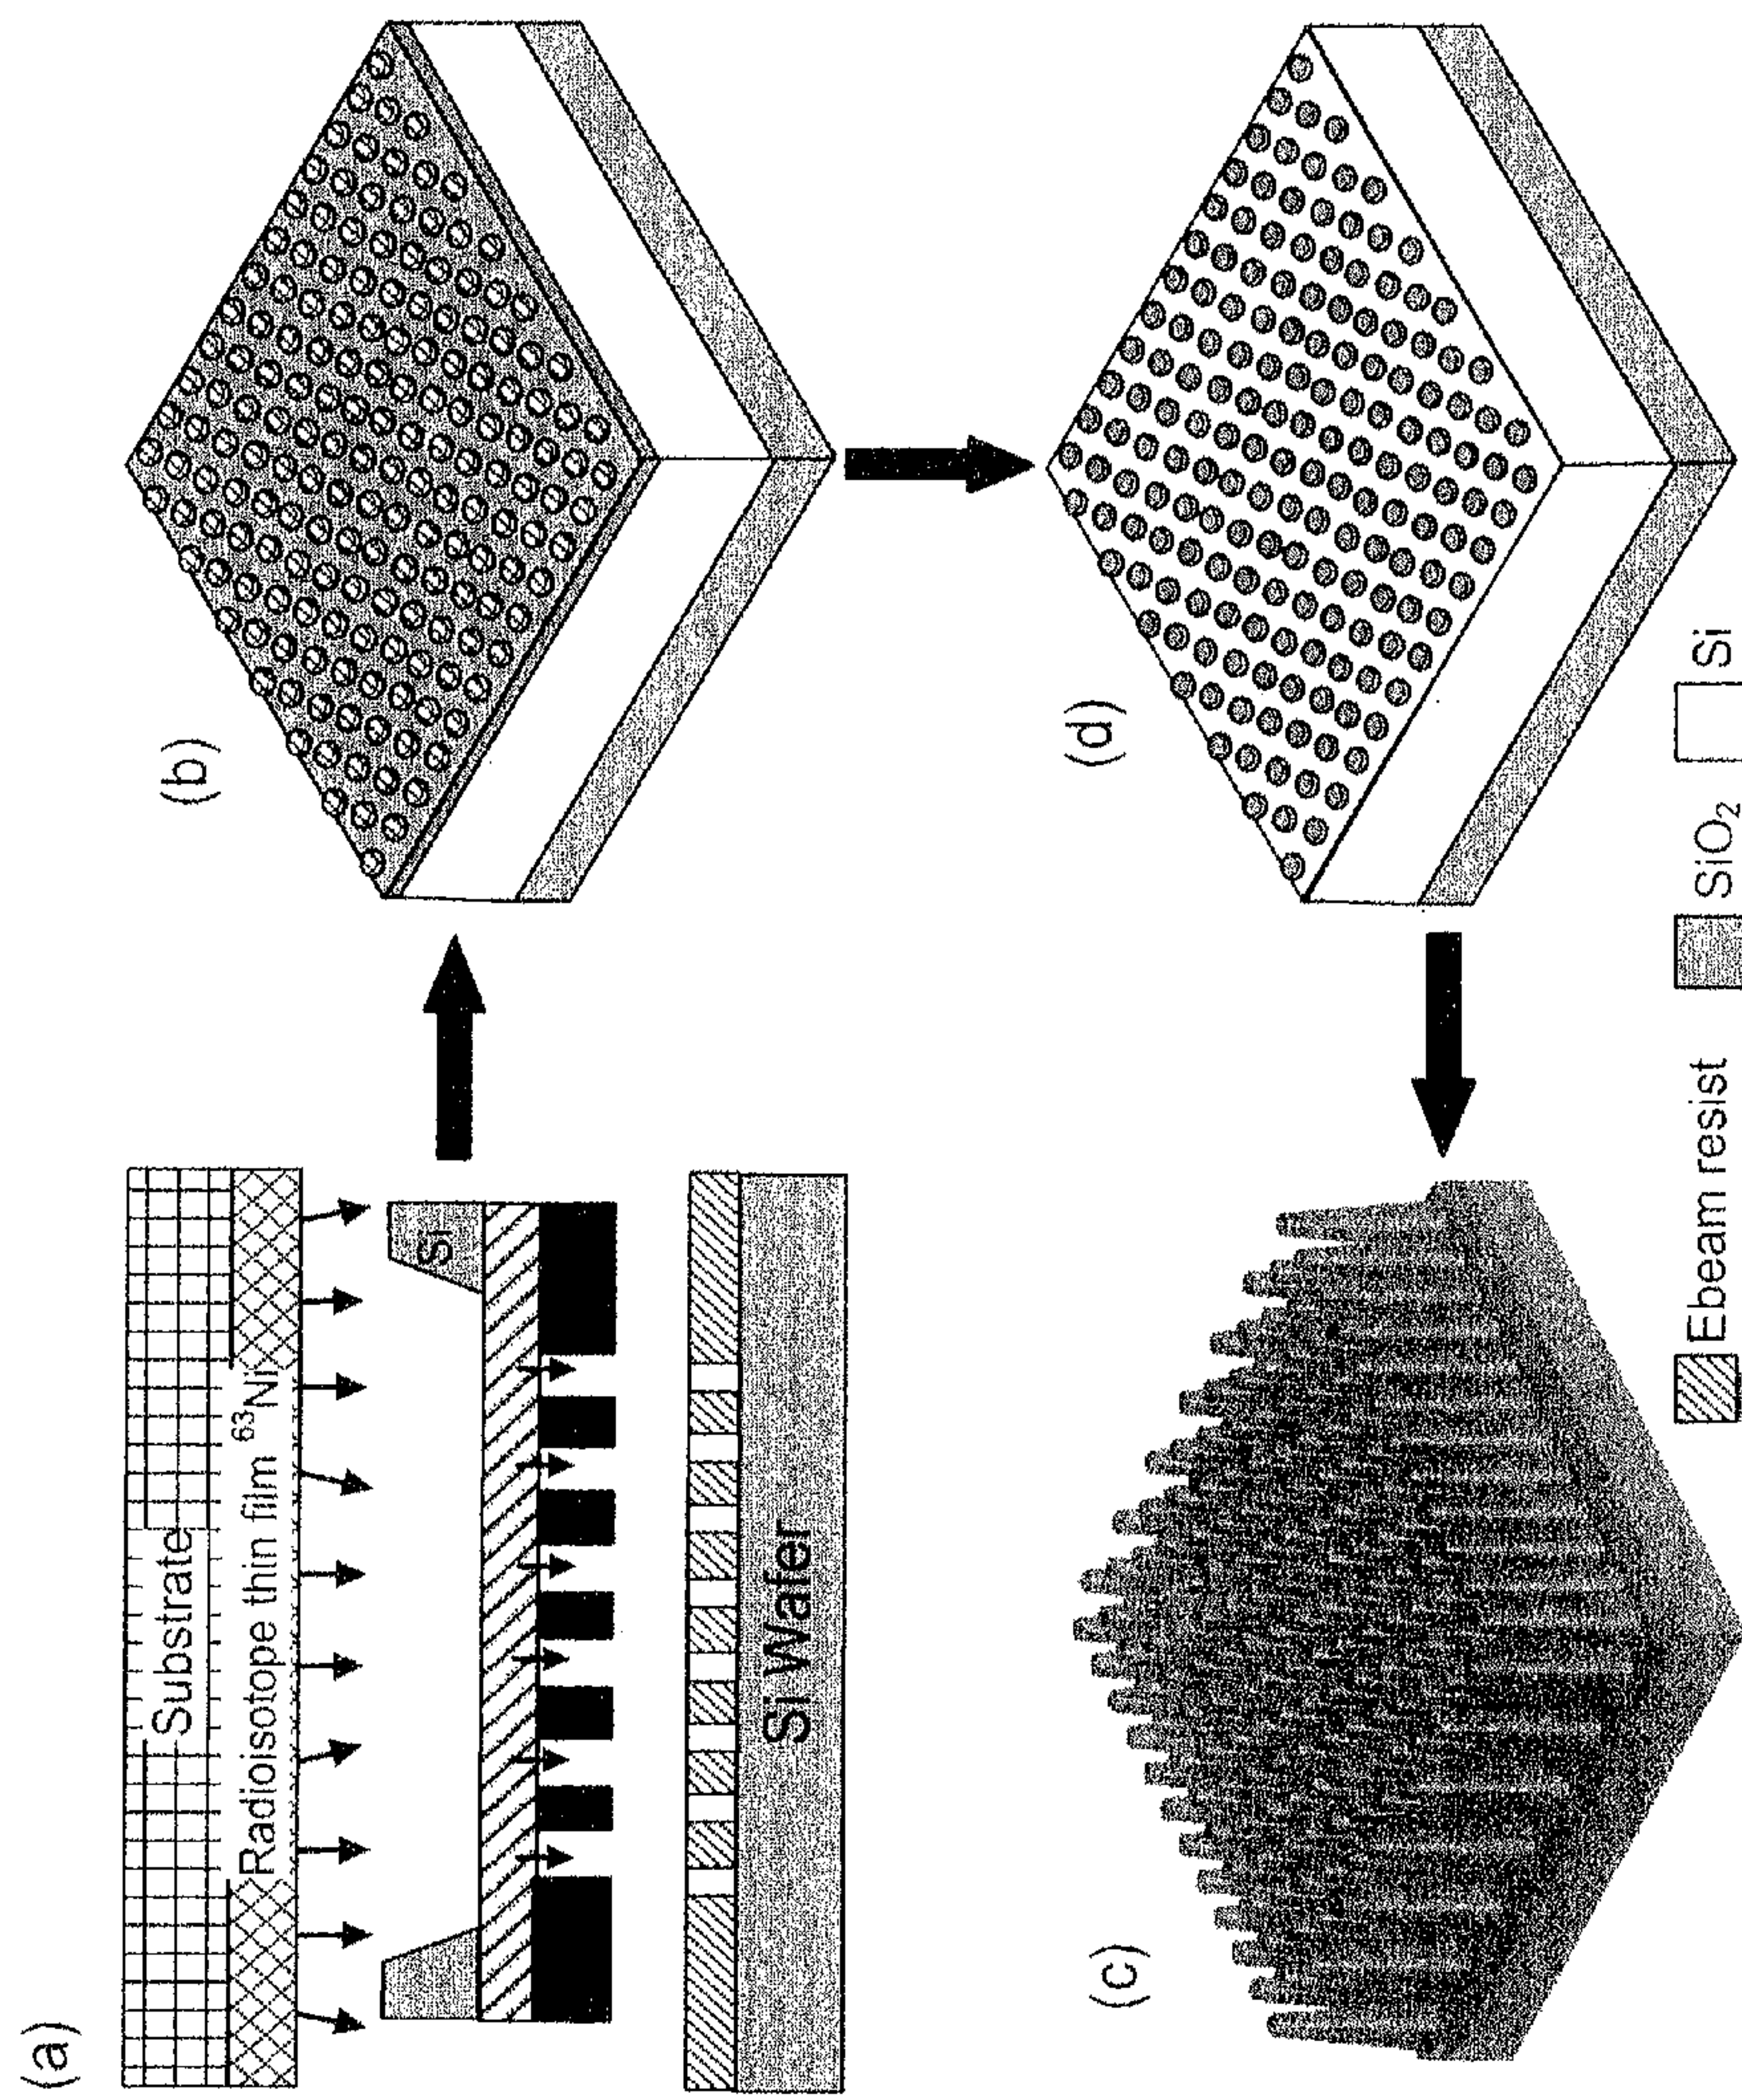 (a)
Substrate
Radioisotope thin film ⁶³Ni
Si
Si Wafer
(b)
(c)
(d)
Ebeam resist
SiO₂
Si